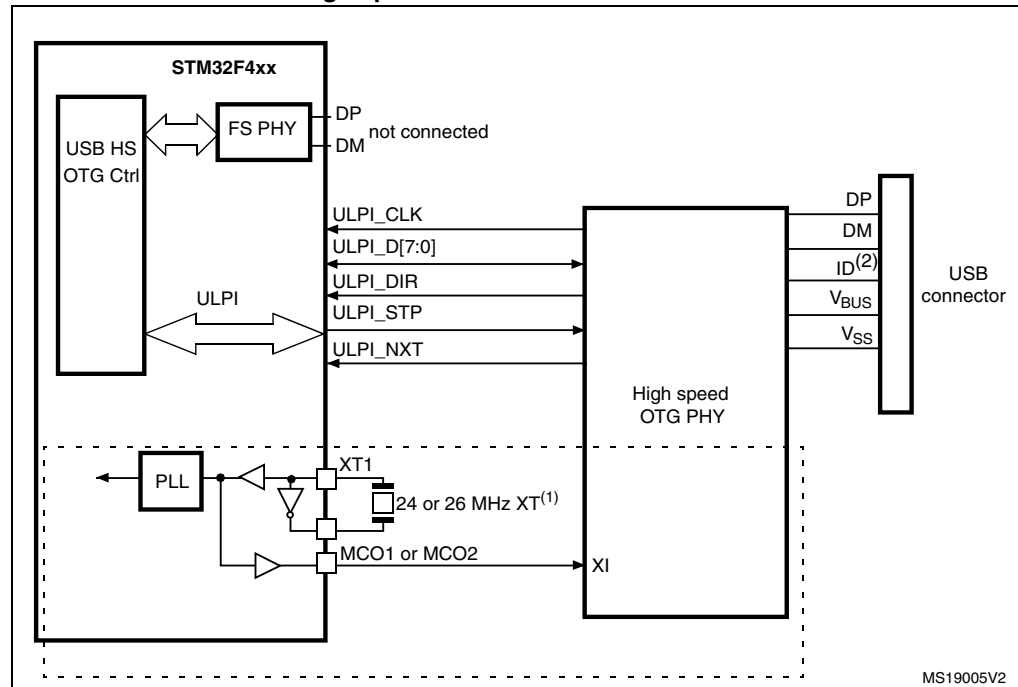 STM32F4xx
USB HS
OTG Ctrl
FS PHY
DP
DM
not connected
ULPI
ULPI_CLK
ULPI_D[7:0]
ULPI_DIR
ULPI_STP
ULPI_NXT
High speed
OTG PHY
DP
DM
ID(2)
VBUS
VSS
USB
connector
PLL
XT1
24 or 26 MHz XT(1)
MCO1 or MCO2
XI
MS19005V2